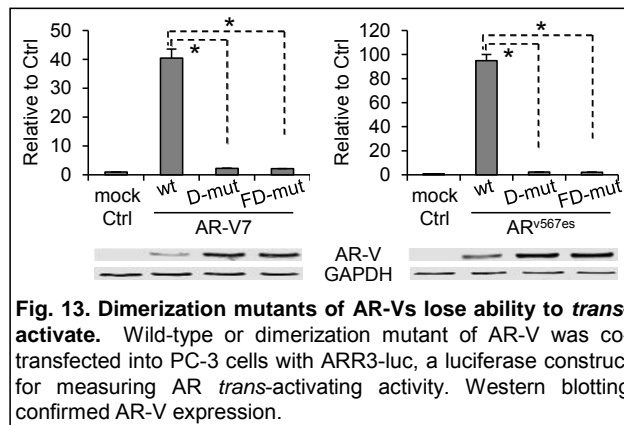 Relative to Ctrl
50
40
30
20
10
0
*
*
mock
Ctrl
wt
D-mut
FD-mut
AR-V7
Relative to Ctrl
120
100
80
60
40
20
0
*
*
mock
Ctrl
wt
D-mut
FD-mut
ARv567es
AR-V
GAPDH
Fig. 13. Dimerization mutants of AR-Vs lose ability to trans-
activate. Wild-type or dimerization mutant of AR-V was co-
transfected into PC-3 cells with ARR3-luc, a luciferase construc
for measuring AR trans-activating activity. Western blotting
confirmed AR-V expression.